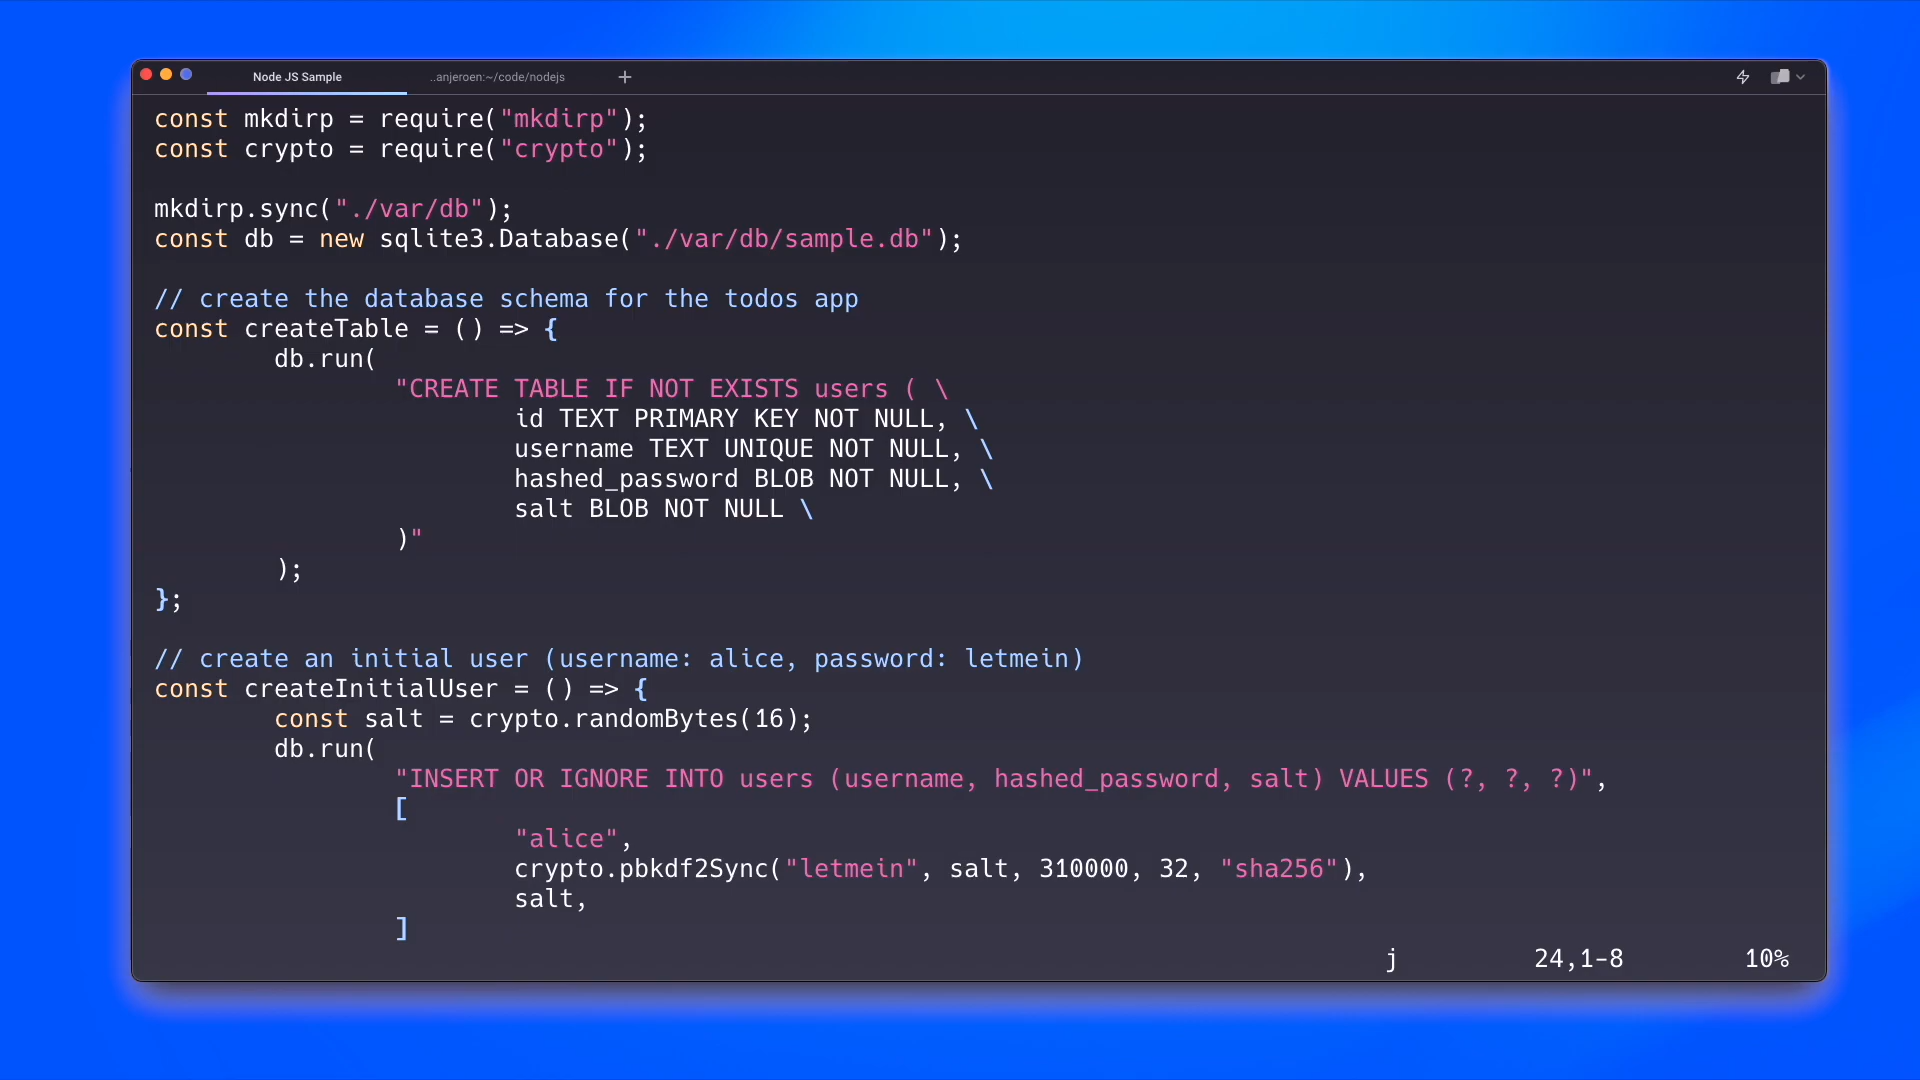 Node JS Sample
..anjeroen:~/code/nodejs
+
const mkdirp = require("mkdirp");
const crypto = require("crypto");
mkdirp.sync("./var/db");
const db = new sqlite3.Database("./var/db/sample.db");
// create the database schema for the todos app
const createTable = () => {
db.run(
"CREATE TABLE IF NOT EXISTS users ( \
id TEXT PRIMARY KEY NOT NULL, \
username TEXT UNIQUE NOT NULL, \
hashed_password BLOB NOT NULL, \
salt BLOB NOT NULL \
)"
);
};
// create an initial user (username: alice, password: letmein)
const createInitialUser = () => {
const salt = crypto.randomBytes(16);
db.run(
"INSERT OR IGNORE INTO users (username, hashed_password, salt) VALUES (?, ?, ?)",
[
"alice",
crypto.pbkdf2Sync("letmein", salt, 310000, 32, "sha256"),
salt,
]
j 24,1-8 10%